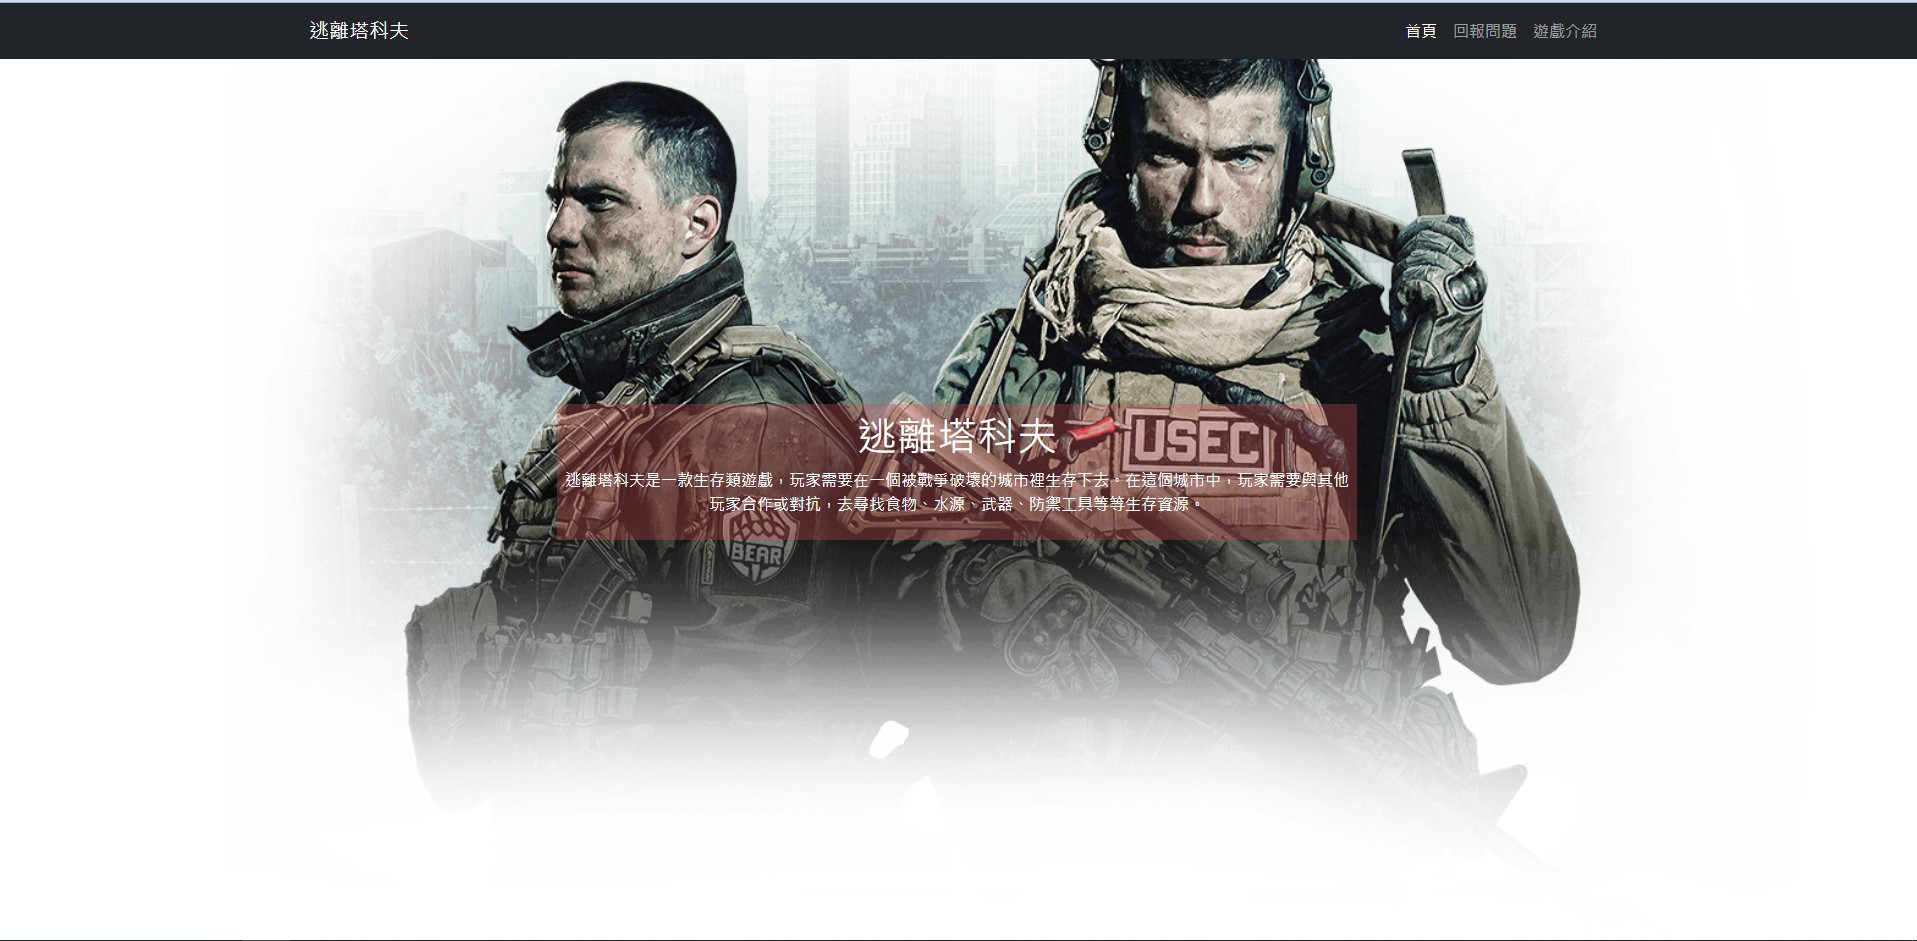 逃離塔科夫
首頁 回報問題 遊戲介紹
逃離塔科夫
USEC
逃離塔科夫是一款生存類遊戲，玩家需要在一個被戰爭破壞的城市裡生存下去。在這個城市中，玩家需要與其他
玩家合作或對抗，去尋找食物、水源、武器、防禦工具等等生存資源。
BEAR